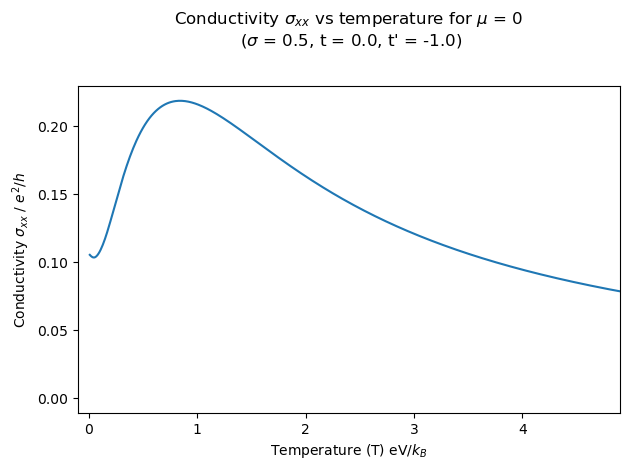 Conductivity σxx vs temperature for μ = 0
(σ = 0.5, t = 0.0, t' = -1.0)
Conductivity σxx / e²/h
0.20
0.15
0.10
0.05
0.00
0 1 2 3 4
Temperature (T) eV/kB